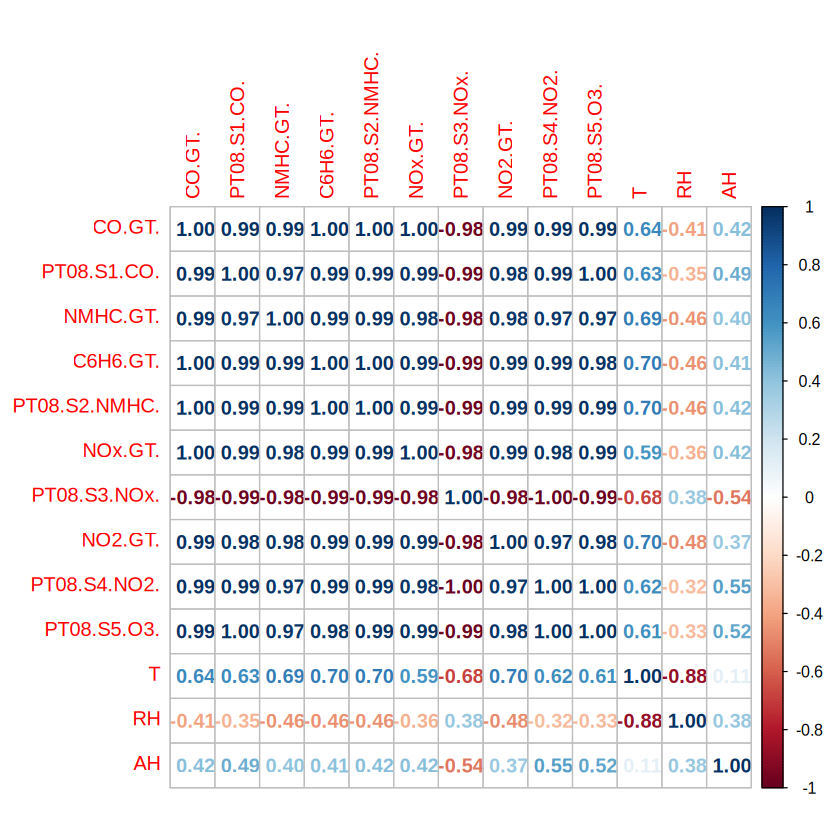 CO.GT. PT08.S1.CO. NMHC.GT. C6H6.GT. PT08.S2.NMHC. NOx.GT. PT08.S3.NOx. NO2.GT. PT08.S4.NO2. PT08.S5.O3. T RH AH
CO.GT. 1.00 0.99 0.99 1.00 1.00 1.00 -0.98 0.99 0.99 0.99 0.64 -0.41 0.42
PT08.S1.CO. 0.99 1.00 0.97 0.99 0.99 0.99 -0.99 0.98 0.99 1.00 0.63 -0.35 0.49
NMHC.GT. 0.99 0.97 1.00 0.99 0.99 0.98 -0.98 0.98 0.97 0.97 0.69 -0.46 0.40
C6H6.GT. 1.00 0.99 0.99 1.00 1.00 0.99 -0.99 0.99 0.99 0.98 0.70 -0.46 0.41
PT08.S2.NMHC. 1.00 0.99 0.99 1.00 1.00 0.99 -0.99 0.99 0.99 0.99 0.70 -0.46 0.42
NOx.GT. 1.00 0.99 0.98 0.99 0.99 1.00 -0.98 0.99 0.98 0.99 0.59 -0.36 0.42
PT08.S3.NOx. -0.98 -0.99 -0.98 -0.99 -0.99 -0.98 1.00 -0.98 -1.00 -0.99 -0.68 0.38 -0.54
NO2.GT. 0.99 0.98 0.98 0.99 0.99 0.99 -0.98 1.00 0.97 0.98 0.70 -0.48 0.37
PT08.S4.NO2. 0.99 0.99 0.97 0.99 0.99 0.98 -1.00 0.97 1.00 1.00 0.62 -0.32 0.55
PT08.S5.O3. 0.99 1.00 0.97 0.98 0.99 0.99 -0.99 0.98 1.00 1.00 0.61 -0.33 0.52
T 0.64 0.63 0.69 0.70 0.70 0.59 -0.68 0.70 0.62 0.61 1.00 -0.88 0.11
RH -0.41 -0.35 -0.46 -0.46 -0.46 -0.36 0.38 -0.48 -0.32 -0.33 -0.88 1.00 0.38
AH 0.42 0.49 0.40 0.41 0.42 0.42 -0.54 0.37 0.55 0.52 0.11 0.38 1.00
1
0.8
0.6
0.4
0.2
0
-0.2
-0.4
-0.6
-0.8
-1